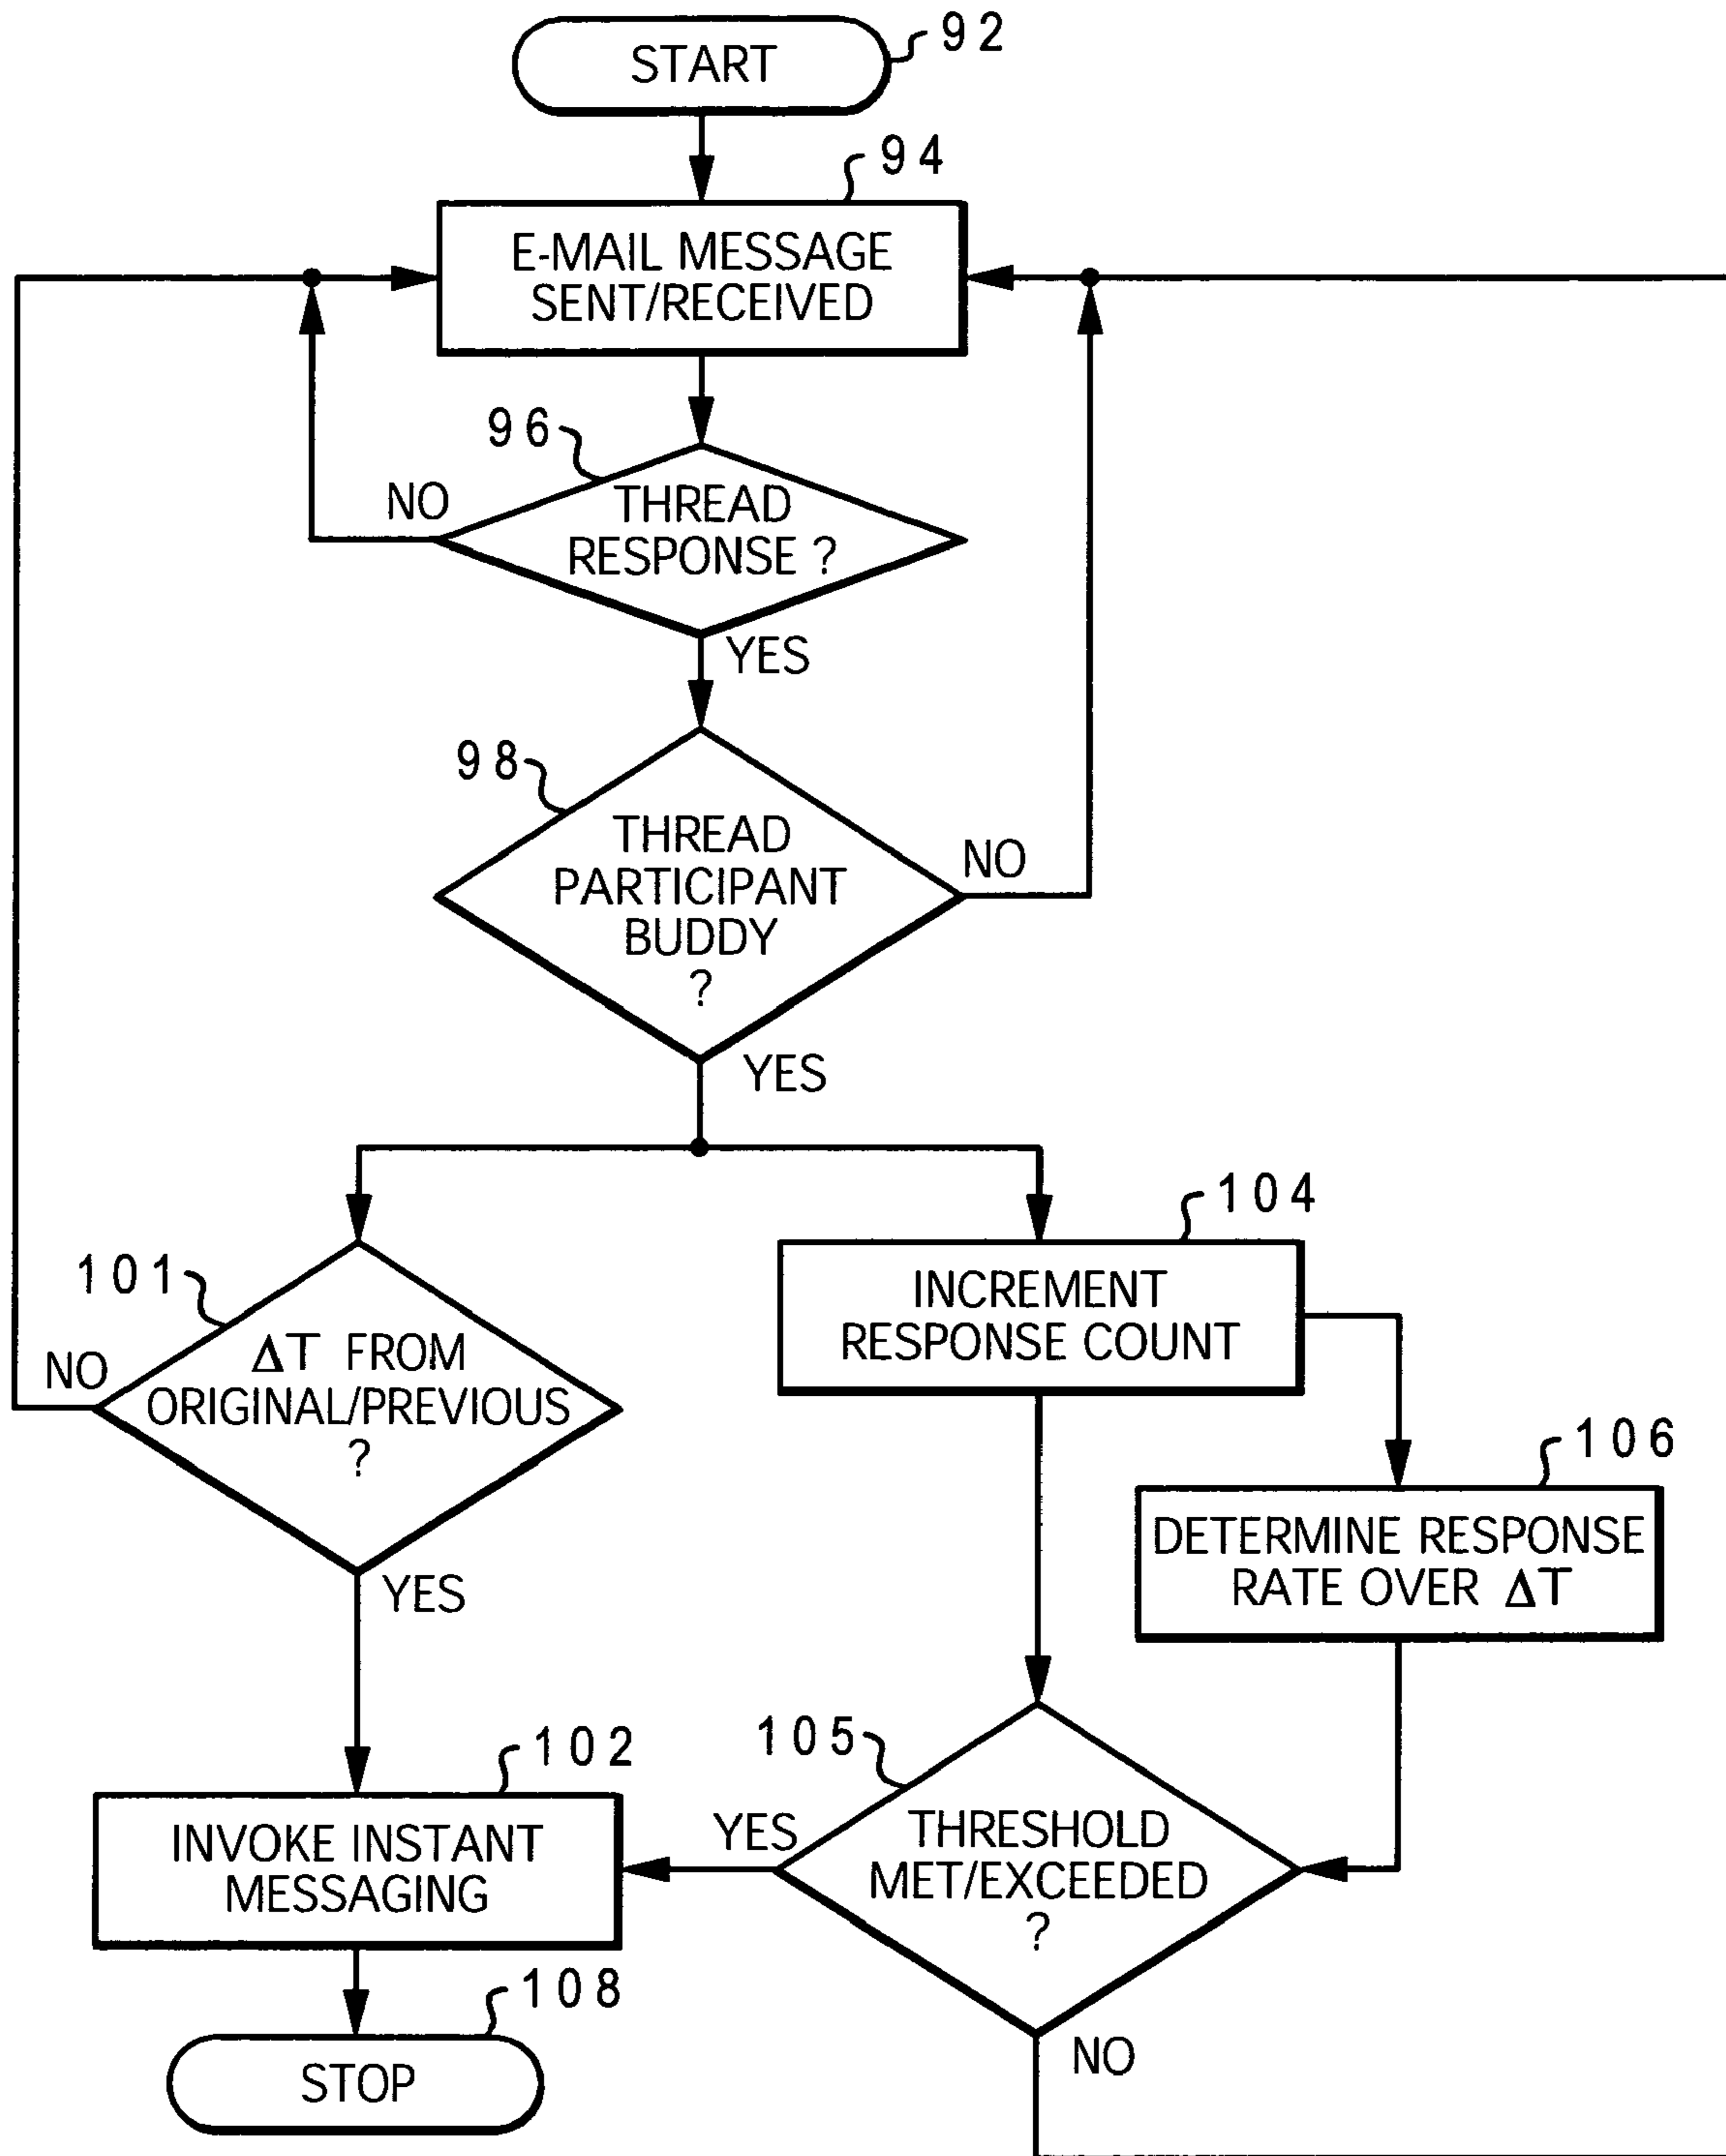 START
92
94
E-MAIL MESSAGE
SENT/RECEIVED
96
NO
THREAD
RESPONSE ?
YES
98
THREAD
PARTICIPANT
BUDDY
?
NO
YES
104
INCREMENT
RESPONSE COUNT
101
NO
ΔT FROM
ORIGINAL/PREVIOUS
?
YES
106
DETERMINE RESPONSE
RATE OVER ΔT
102
INVOKE INSTANT
MESSAGING
105
YES
THRESHOLD
MET/EXCEEDED
?
NO
108
STOP